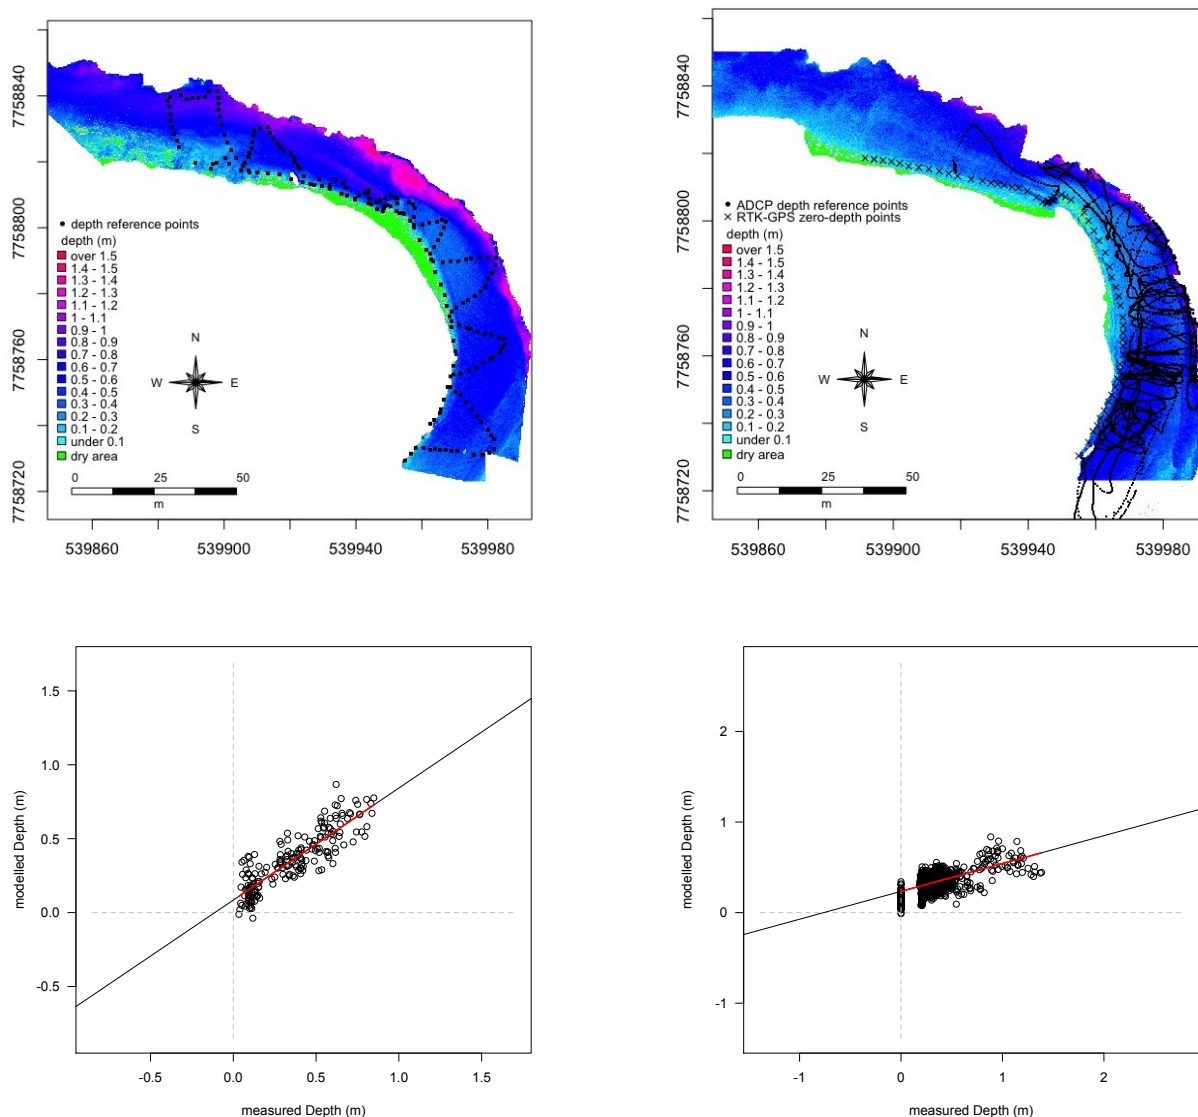 7758840
7758800
7758760
7758720
• depth reference points
depth (m)
over 1.5
1.4 - 1.5
1.3 - 1.4
1.2 - 1.3
1.1 - 1.2
1 - 1.1
0.9 - 1
0.8 - 0.9
0.7 - 0.8
0.6 - 0.7
0.5 - 0.6
0.4 - 0.5
0.3 - 0.4
0.2 - 0.3
0.1 - 0.2
under 0.1
dry area
N
W E
S
0 25 50
m
539860 539900 539940 539980
7758840
7758800
7758760
7758720
• ADCP depth reference points
× RTK-GPS zero-depth points
depth (m)
over 1.5
1.4 - 1.5
1.3 - 1.4
1.2 - 1.3
1.1 - 1.2
1 - 1.1
0.9 - 1
0.8 - 0.9
0.7 - 0.8
0.6 - 0.7
0.5 - 0.6
0.4 - 0.5
0.3 - 0.4
0.2 - 0.3
0.1 - 0.2
under 0.1
dry area
N
W E
S
0 25 50
m
539860 539900 539940 539980
modelled Depth (m)
1.5
1.0
0.5
0.0
-0.5
-0.5 0.0 0.5 1.0 1.5
measured Depth (m)
modelled Depth (m)
2
1
0
-1
-1 0 1 2
measured Depth (m)